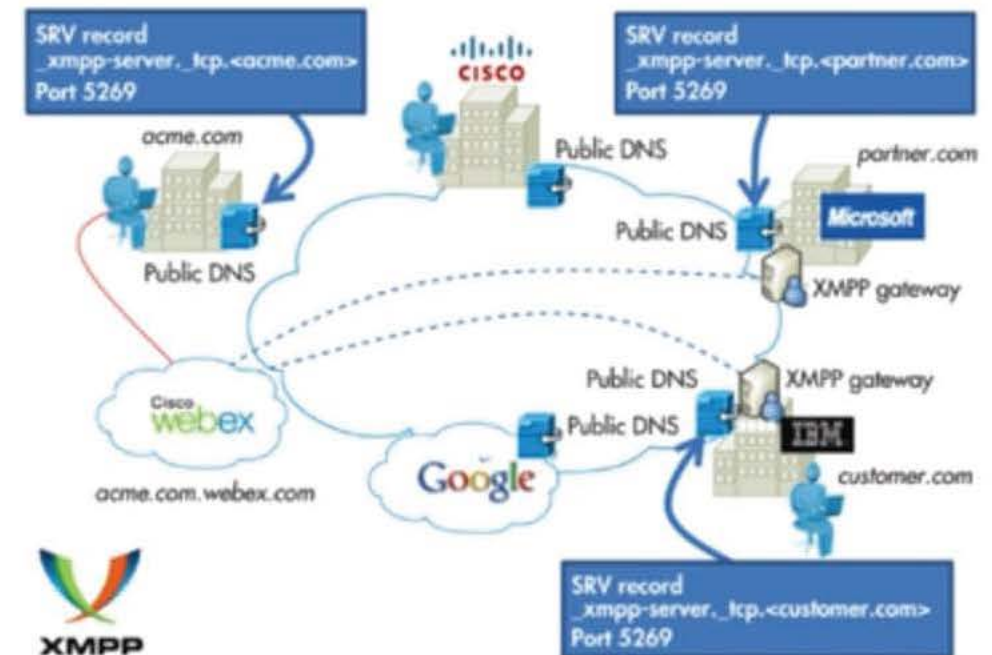 SRV record
_xmpp-server._tcp.<acme.com>
Port 5269
CISCO
SRV record
_xmpp-server._tcp.<partner.com>
Port 5269
acme.com
Public DNS
partner.com
Public DNS
Microsoft
Public DNS
XMPP gateway
Public DNS
XMPP gateway
Cisco
webex
Public DNS
IBM
Google
customer.com
acme.com.webex.com
SRV record
_xmpp-server._tcp.<customer.com>
Port 5269
XMPP